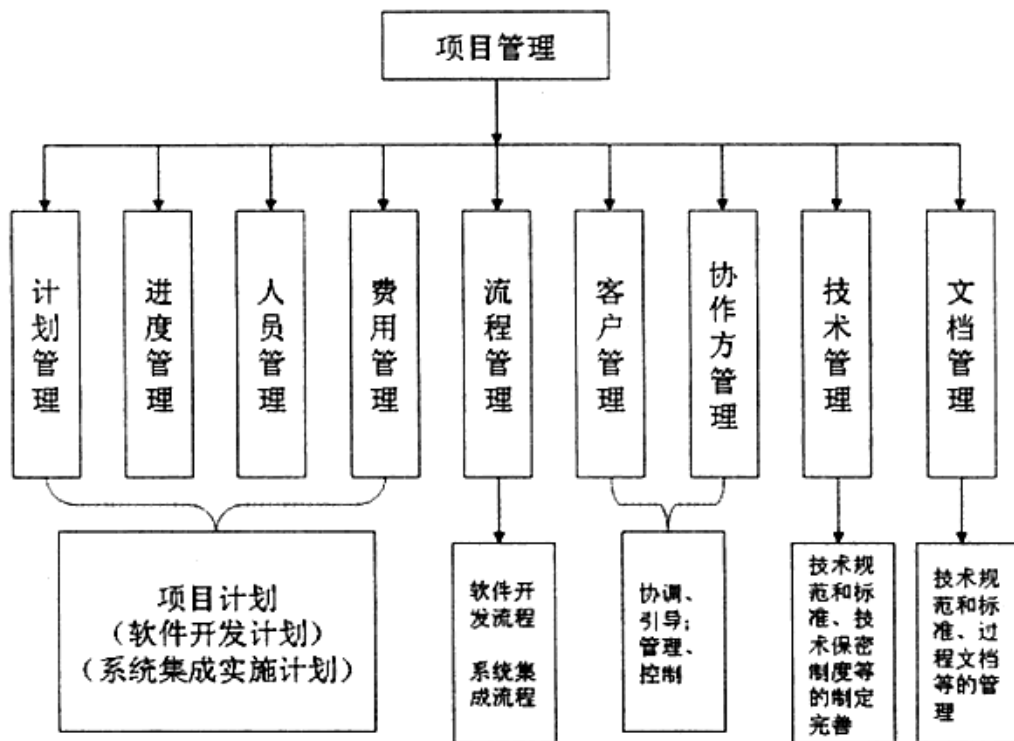 项目管理
计划管理
进度管理
人员管理
费用管理
流程管理
客户管理
协作方管理
技术管理
文档管理
项目计划
（软件开发计划）
（系统集成实施计划）
软件开
发流程
系统集
成流程
协调、
引导；
管理、
控制
技术规
范和标
准、技
术保密
制度等
的制定
完善
技术规
范和标
准、过
程文档
等的管
理